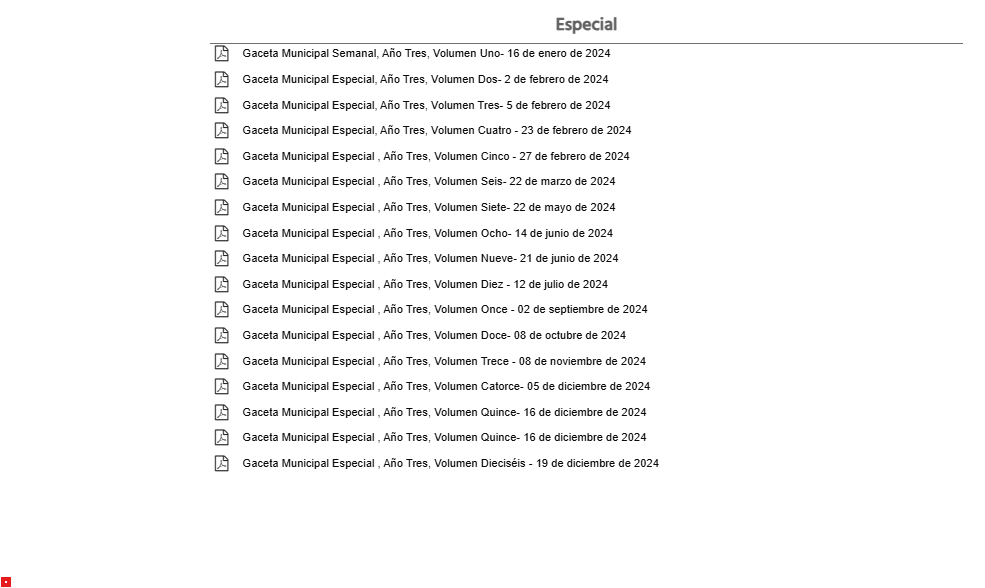 Especial
Gaceta Municipal Semanal, Año Tres, Volumen Uno- 16 de enero de 2024
Gaceta Municipal Especial, Año Tres, Volumen Dos- 2 de febrero de 2024
Gaceta Municipal Especial, Año Tres, Volumen Tres- 5 de febrero de 2024
Gaceta Municipal Especial, Año Tres, Volumen Cuatro - 23 de febrero de 2024
Gaceta Municipal Especial , Año Tres, Volumen Cinco - 27 de febrero de 2024
Gaceta Municipal Especial , Año Tres, Volumen Seis- 22 de marzo de 2024
Gaceta Municipal Especial , Año Tres, Volumen Siete- 22 de mayo de 2024
Gaceta Municipal Especial , Año Tres, Volumen Ocho- 14 de junio de 2024
Gaceta Municipal Especial , Año Tres, Volumen Nueve- 21 de junio de 2024
Gaceta Municipal Especial , Año Tres, Volumen Diez - 12 de julio de 2024
Gaceta Municipal Especial , Año Tres, Volumen Once - 02 de septiembre de 2024
Gaceta Municipal Especial , Año Tres, Volumen Doce- 08 de octubre de 2024
Gaceta Municipal Especial , Año Tres, Volumen Trece - 08 de noviembre de 2024
Gaceta Municipal Especial , Año Tres, Volumen Catorce- 05 de diciembre de 2024
Gaceta Municipal Especial , Año Tres, Volumen Quince- 16 de diciembre de 2024
Gaceta Municipal Especial , Año Tres, Volumen Quince- 16 de diciembre de 2024
Gaceta Municipal Especial , Año Tres, Volumen Dieciséis - 19 de diciembre de 2024